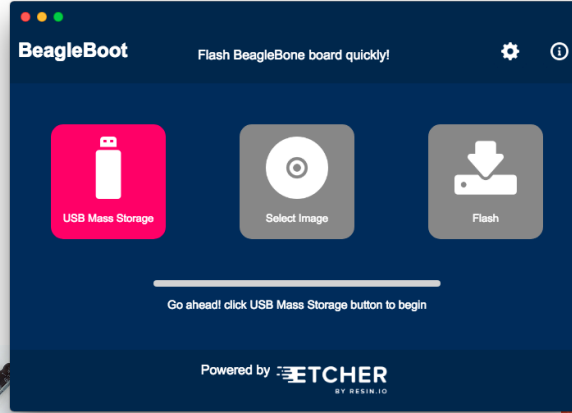 BeagleBoot
Flash BeagleBone board quickly!
USB Mass Storage
Select Image
Flash
Go ahead! click USB Mass Storage button to begin
Powered by ETCHER
BY RESIN.IO